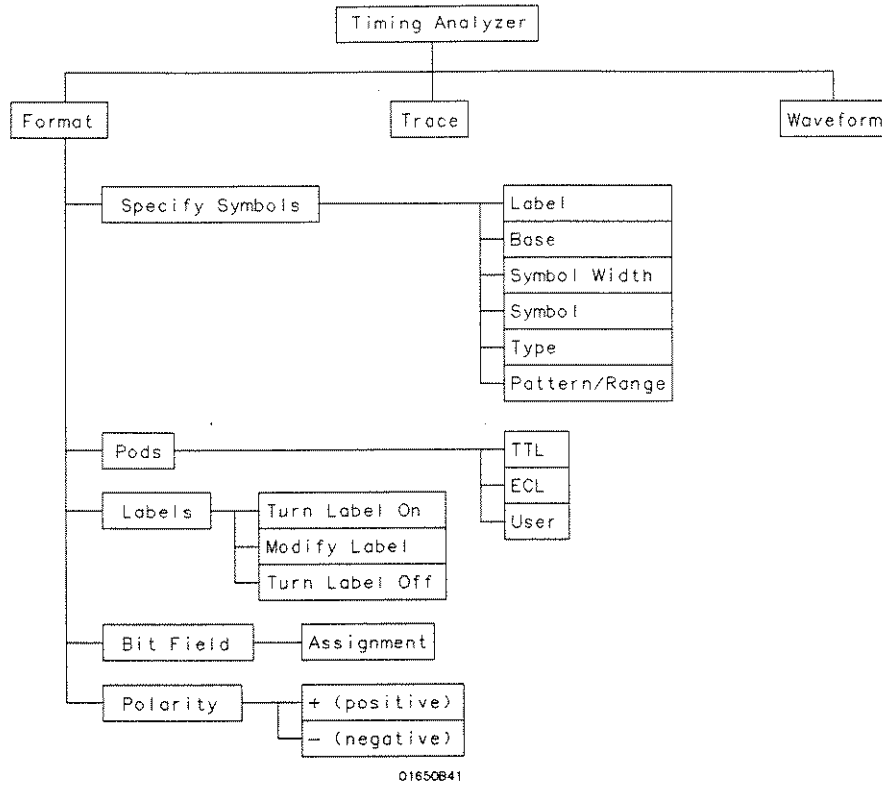 Timing Analyzer
Format
Trace
Waveform
Specify Symbols
Label
Base
Symbol Width
Symbol
Type
Pattern/Range
Pods
TTL
ECL
User
Labels
Turn Label On
Modify Label
Turn Label Off
Bit Field
Assignment
Polarity
+ (positive)
- (negative)
01650B41